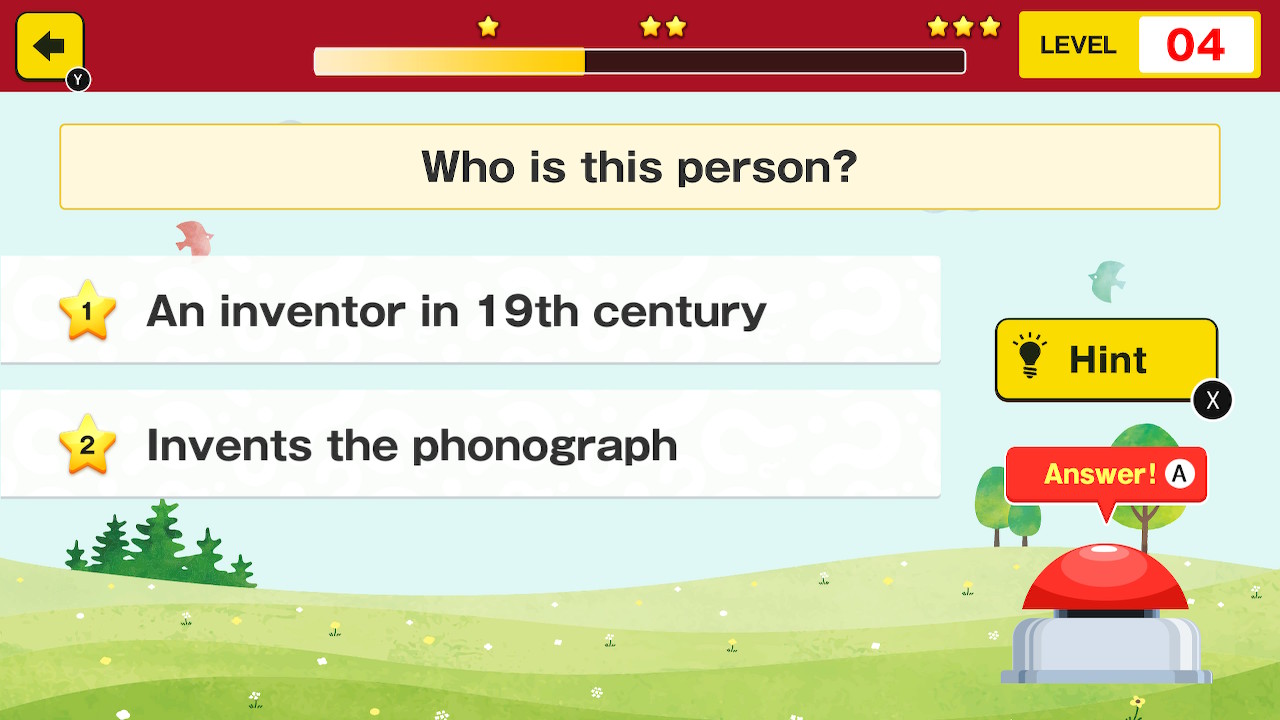 Y
LEVEL 04
Who is this person?
1 An inventor in 19th century
Hint
X
2 Invents the phonograph
Answer! A